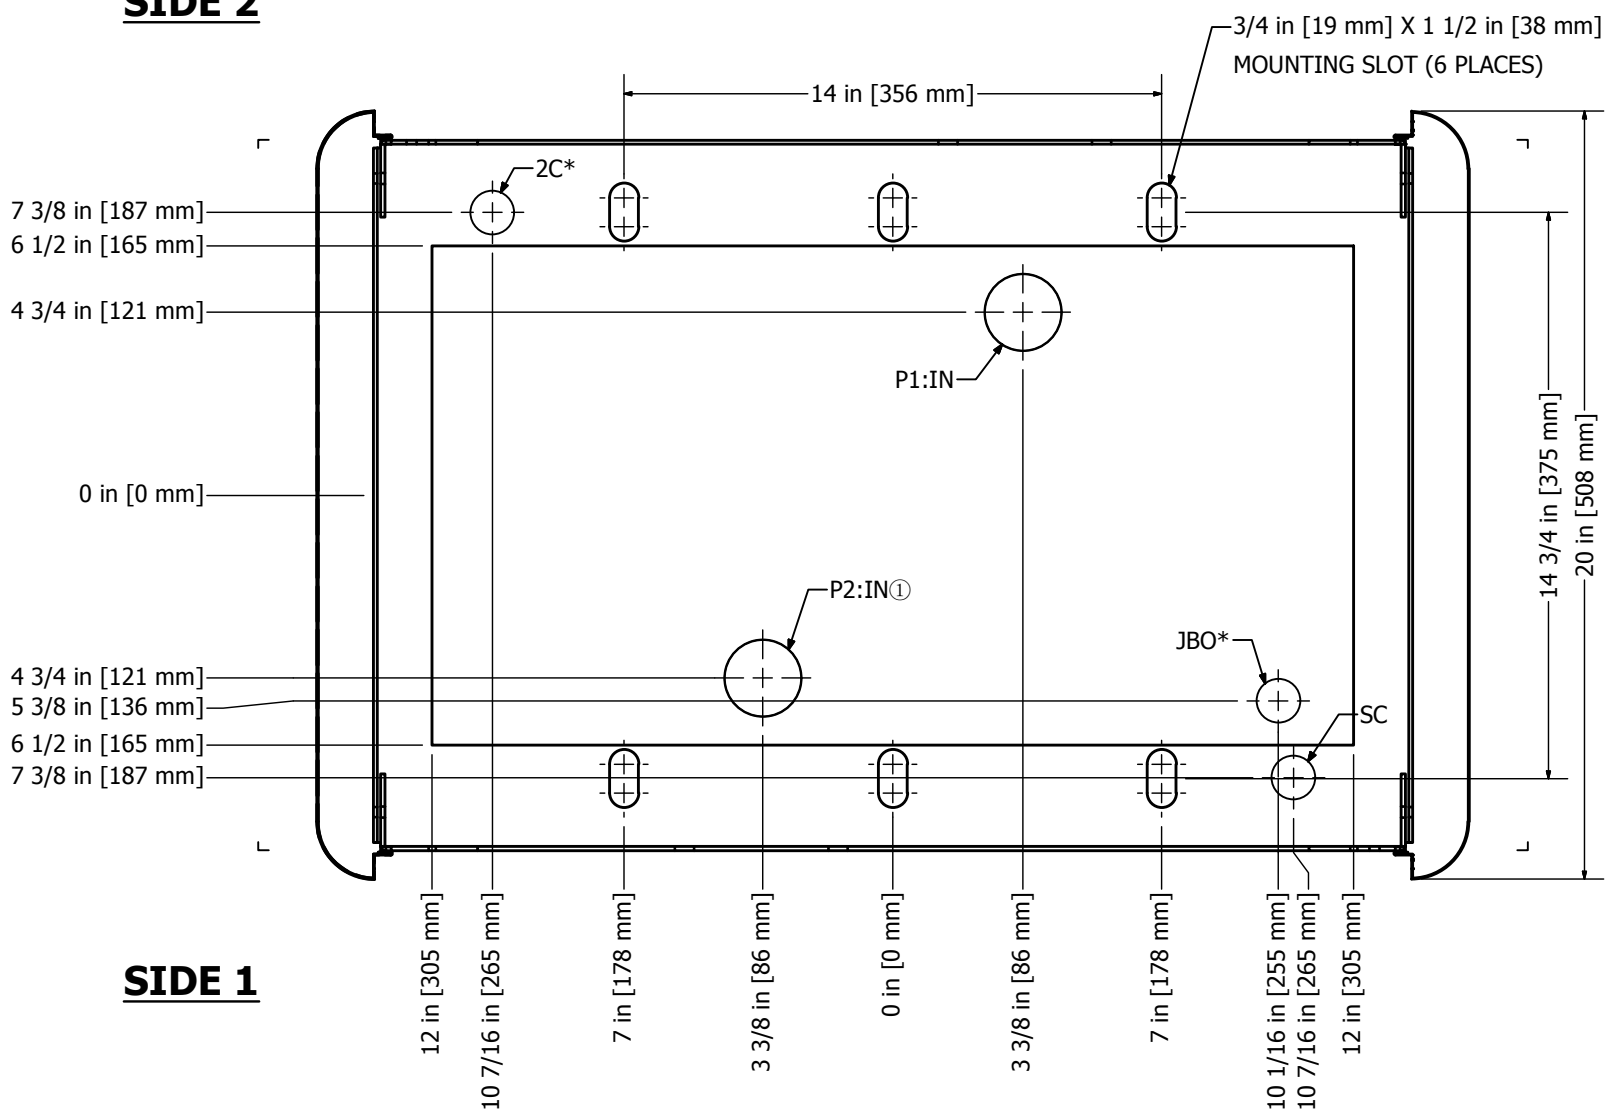 SIDE 2
3/4 in [19 mm] X 1 1/2 in [38 mm]
MOUNTING SLOT (6 PLACES)
14 in [356 mm]
2C*
7 3/8 in [187 mm]
6 1/2 in [165 mm]
4 3/4 in [121 mm]
P1:IN
0 in [0 mm]
14 3/4 in [375 mm]
20 in [508 mm]
P2:IN①
JBO*
4 3/4 in [121 mm]
5 3/8 in [136 mm]
SC
6 1/2 in [165 mm]
7 3/8 in [187 mm]
SIDE 1
12 in [305 mm]
10 7/16 in [265 mm]
7 in [178 mm]
3 3/8 in [86 mm]
0 in [0 mm]
3 3/8 in [86 mm]
7 in [178 mm]
10 1/16 in [255 mm]
10 7/16 in [265 mm]
12 in [305 mm]